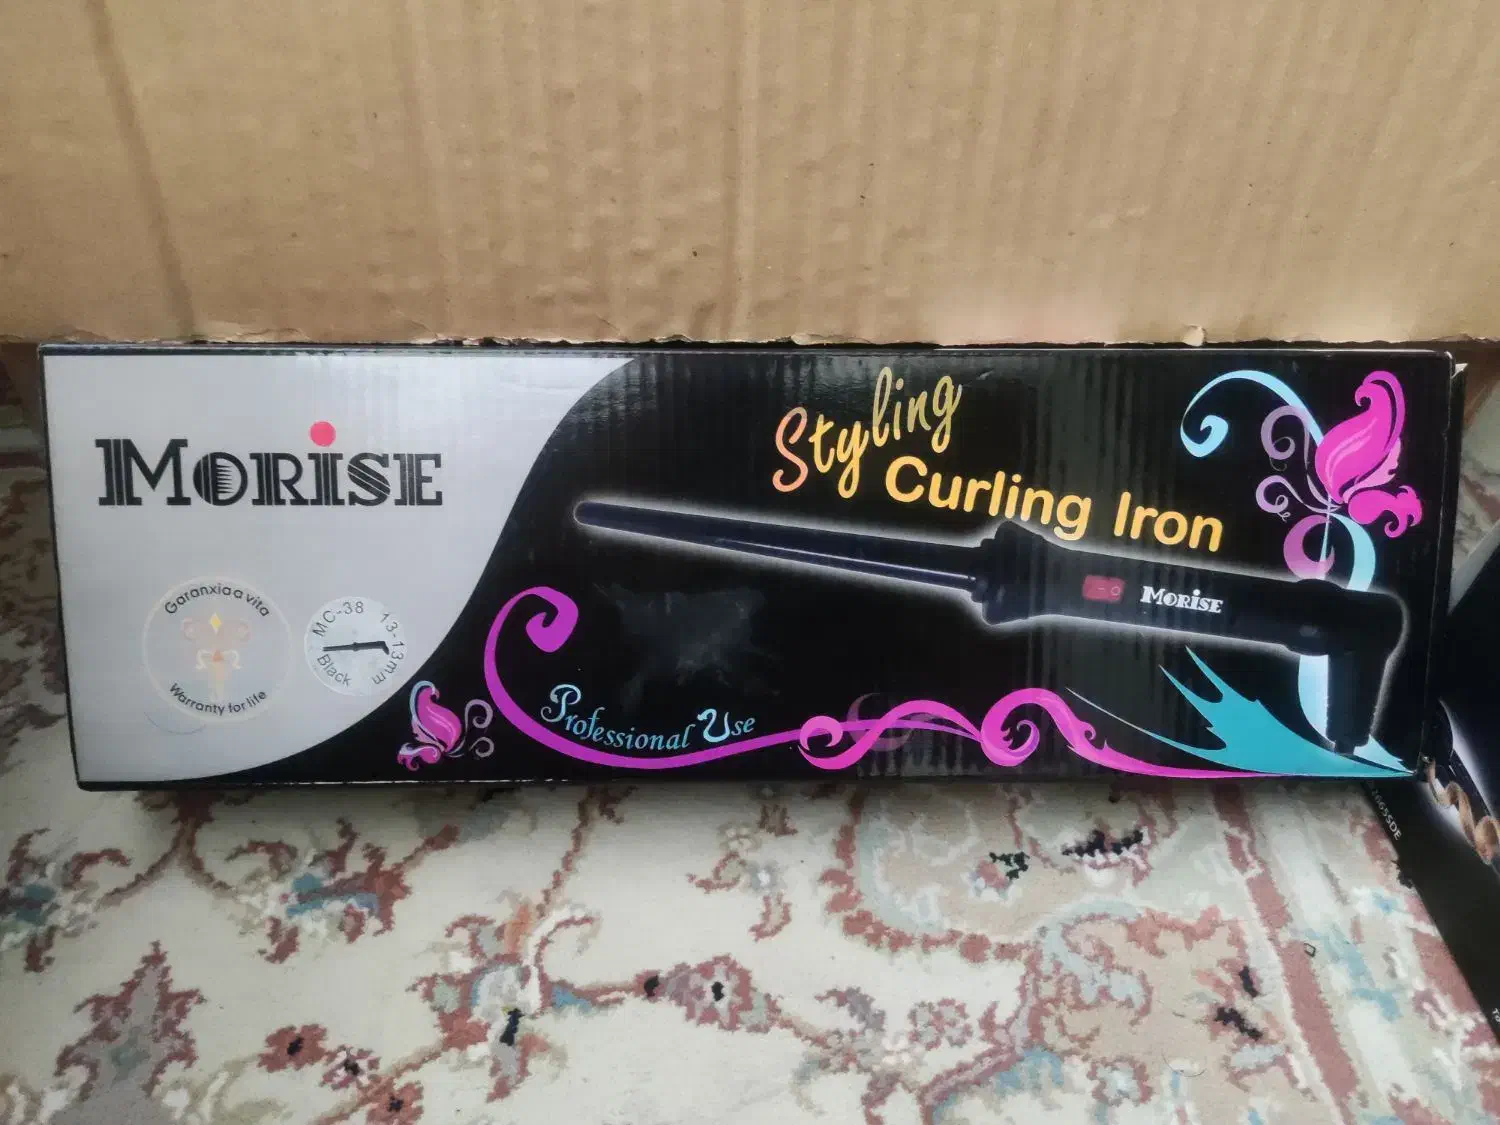 MORISE
Styling
Curling Iron
MORISE
Garanxia a vita
Warranty for life
MC-38 13-13mm
Black
Professional Use